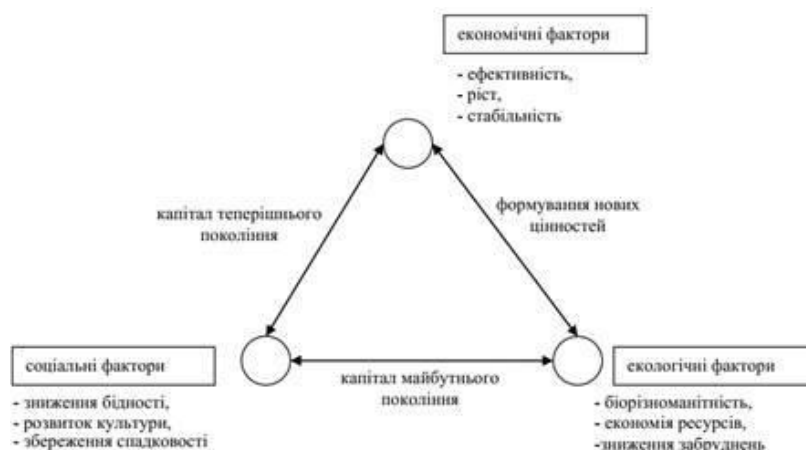 економічні фактори
- ефективність,
- ріст,
- стабільність
капітал теперішнього
покоління
формування нових
цінностей
соціальні фактори
- зниження бідності,
- розвиток культури,
- збереження спадковості
капітал майбутнього
покоління
екологічні фактори
- біорізноманітність,
- економія ресурсів,
-зниження забруднень